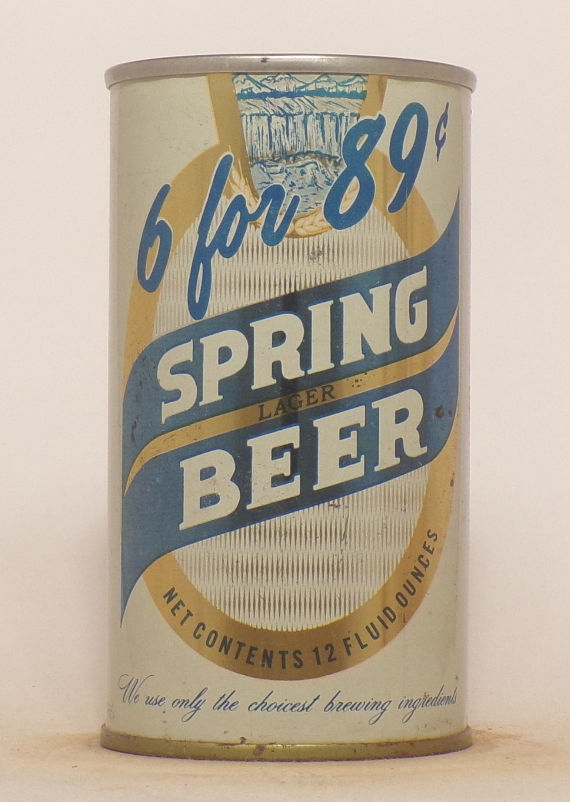 6 for 89¢
SPRING
LAGER
BEER
NET CONTENTS 12 FLUID OUNCES
We use only the choicest brewing ingredients